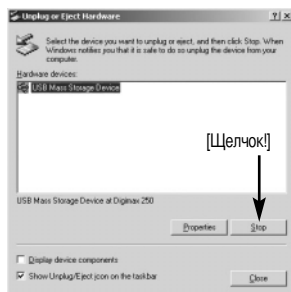 Unplug or Eject Hardware
Select the device you want to unplug or eject, and then click Stop. When
Windows notifies you that it is safe to do so unplug the device from your
computer.
Hardware devices:
USB Mass Storage Device
[Щелчок!]
USB Mass Storage Device at Digimax 250
Properties
Stop
Display device components
Show Unplug/Eject icon on the taskbar
Close